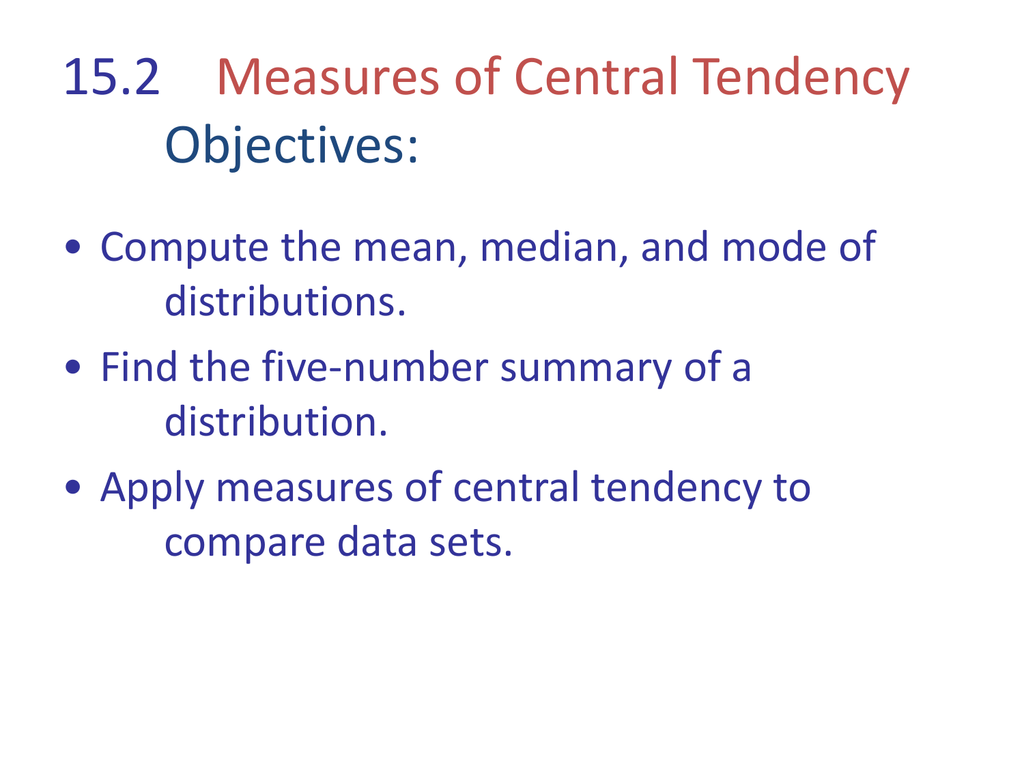 15.2 Measures of Central Tendency
Objectives:
• Compute the mean, median, and mode of
distributions.
• Find the five-number summary of a
distribution.
• Apply measures of central tendency to
compare data sets.